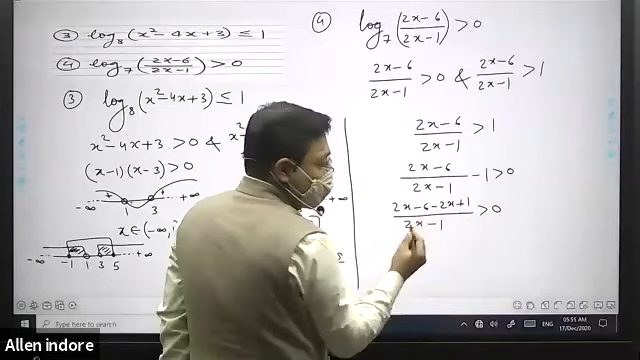 ③ log₈(x²-4x+3) ≤ 1
④ log₇((2x-6)/(2x-1)) > 0
③ log₈(x²-4x+3) ≤ 1
x²-4x+3 > 0 & x²
(x-1)(x-3) > 0
+ - +
-∞ 1 3 +∞
x ∈ (-∞,
-∞ -1 1 3 5 +∞
④ log₇((2x-6)/(2x-1)) > 0
(2x-6)/(2x-1) > 0 & (2x-6)/(2x-1) > 1
(2x-6)/(2x-1) > 1
(2x-6)/(2x-1) -1 > 0
(2x-6-2x+1)/(2x-1) > 0
Type here to search
ENG
05:55 AM
17/Dec/2020
Allen indore